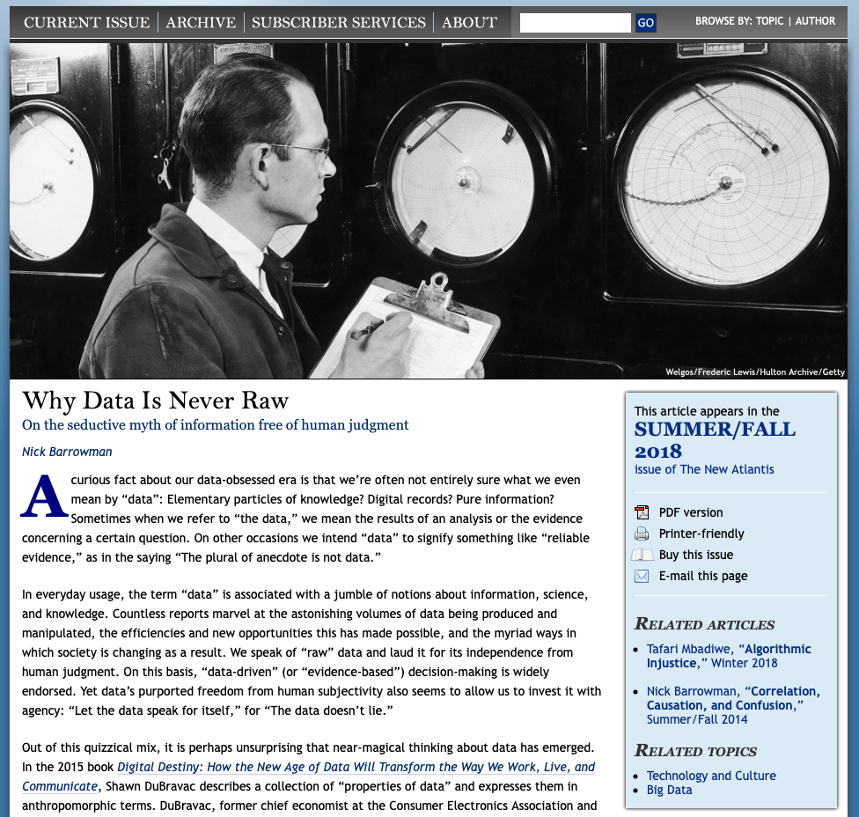 CURRENT ISSUE | ARCHIVE | SUBSCRIBER SERVICES | ABOUT
GO
BROWSE BY: TOPIC | AUTHOR
Welgos/Frederic Lewis/Hulton Archive/Getty
Why Data Is Never Raw
On the seductive myth of information free of human judgment
Nick Barrowman
A curious fact about our data-obsessed era is that we’re often not entirely sure what we even
mean by “data”: Elementary particles of knowledge? Digital records? Pure information?
Sometimes when we refer to “the data,” we mean the results of an analysis or the evidence
concerning a certain question. On other occasions we intend “data” to signify something like “reliable
evidence,” as in the saying “The plural of anecdote is not data.”
In everyday usage, the term “data” is associated with a jumble of notions about information, science,
and knowledge. Countless reports marvel at the astonishing volumes of data being produced and
manipulated, the efficiencies and new opportunities this has made possible, and the myriad ways in
which society is changing as a result. We speak of “raw” data and laud it for its independence from
human judgment. On this basis, “data-driven” (or “evidence-based”) decision-making is widely
endorsed. Yet data’s purported freedom from human subjectivity also seems to allow us to invest it with
agency: “Let the data speak for itself,” for “The data doesn’t lie.”
Out of this quizzical mix, it is perhaps unsurprising that near-magical thinking about data has emerged.
In the 2015 book Digital Destiny: How the New Age of Data Will Transform the Way We Work, Live, and
Communicate, Shawn DuBravac describes a collection of “properties of data” and expresses them in
anthropomorphic terms. DuBravac, former chief economist at the Consumer Electronics Association and
This article appears in the
SUMMER/FALL
2018
issue of The New Atlantis
PDF version
Printer-friendly
Buy this issue
E-mail this page
RELATED ARTICLES
Tafari Mbadiwe, “Algorithmic
Injustice,” Winter 2018
Nick Barrowman, “Correlation,
Causation, and Confusion,”
Summer/Fall 2014
RELATED TOPICS
Technology and Culture
Big Data